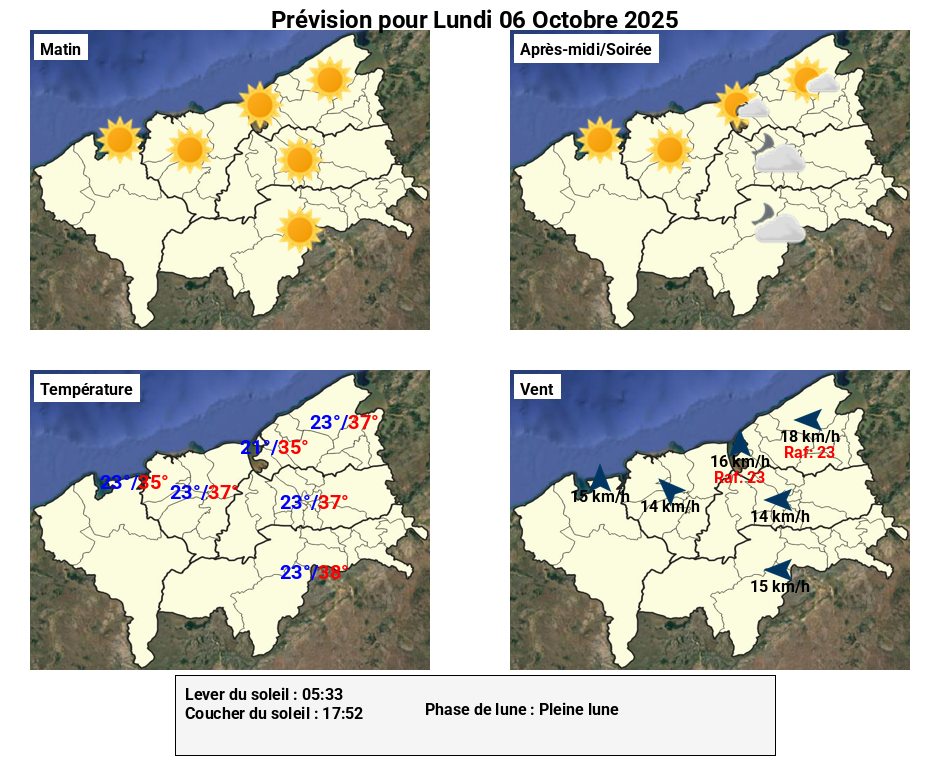 Prévision pour Lundi 06 Octobre 2025
Matin
Après-midi/Soirée
Température
23°/37°
21°/35°
23°/35°
23°/37°
23°/37°
23°/38°
Vent
18 km/h
Raf: 23
16 km/h
Raf: 23
15 km/h
14 km/h
14 km/h
15 km/h
Lever du soleil : 05:33
Coucher du soleil : 17:52
Phase de lune : Pleine lune